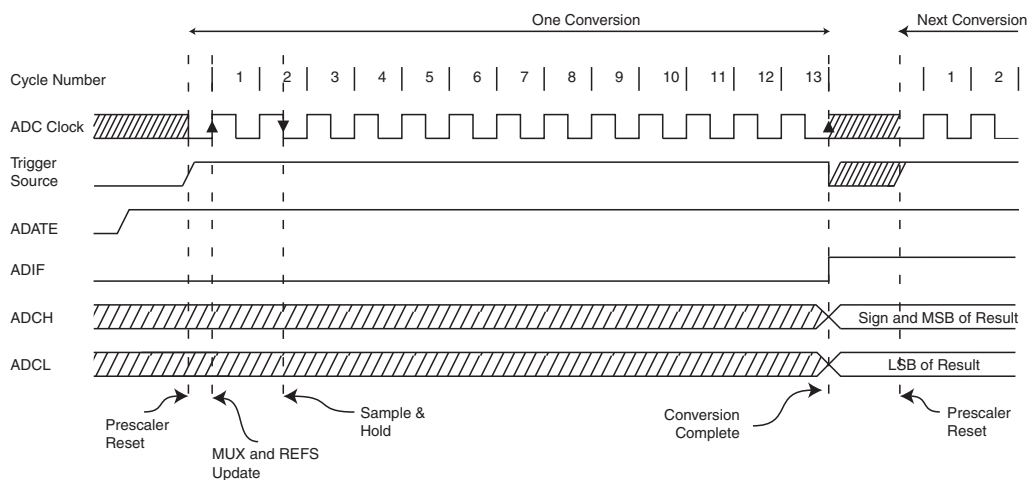 One Conversion
Next Conversion
Cycle Number
1 2 3 4 5 6 7 8 9 10 11 12 13 1 2
ADC Clock
Trigger
Source
ADATE
ADIF
ADCH
Sign and MSB of Result
ADCL
LSB of Result
Prescaler
Reset
MUX and REFS
Update
Sample &
Hold
Conversion
Complete
Prescaler
Reset